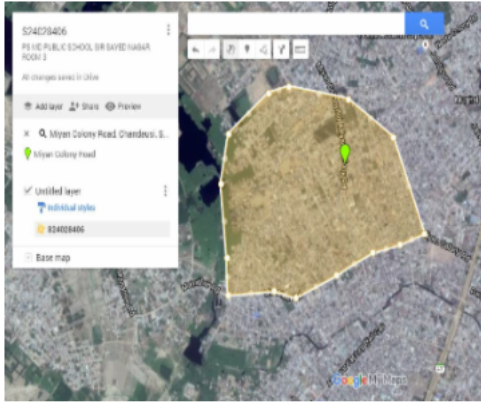 S24028406
PS MD PUBLIC SCHOOL SIR SAYED NAGAR
ROOM 3
All changes saved in Drive
Add layer Share Preview
Miyan Colony Road, Chandausi, S...
Miyan Colony Road
Untitled layer
Individual styles
S24028406
Base map
Google My Maps